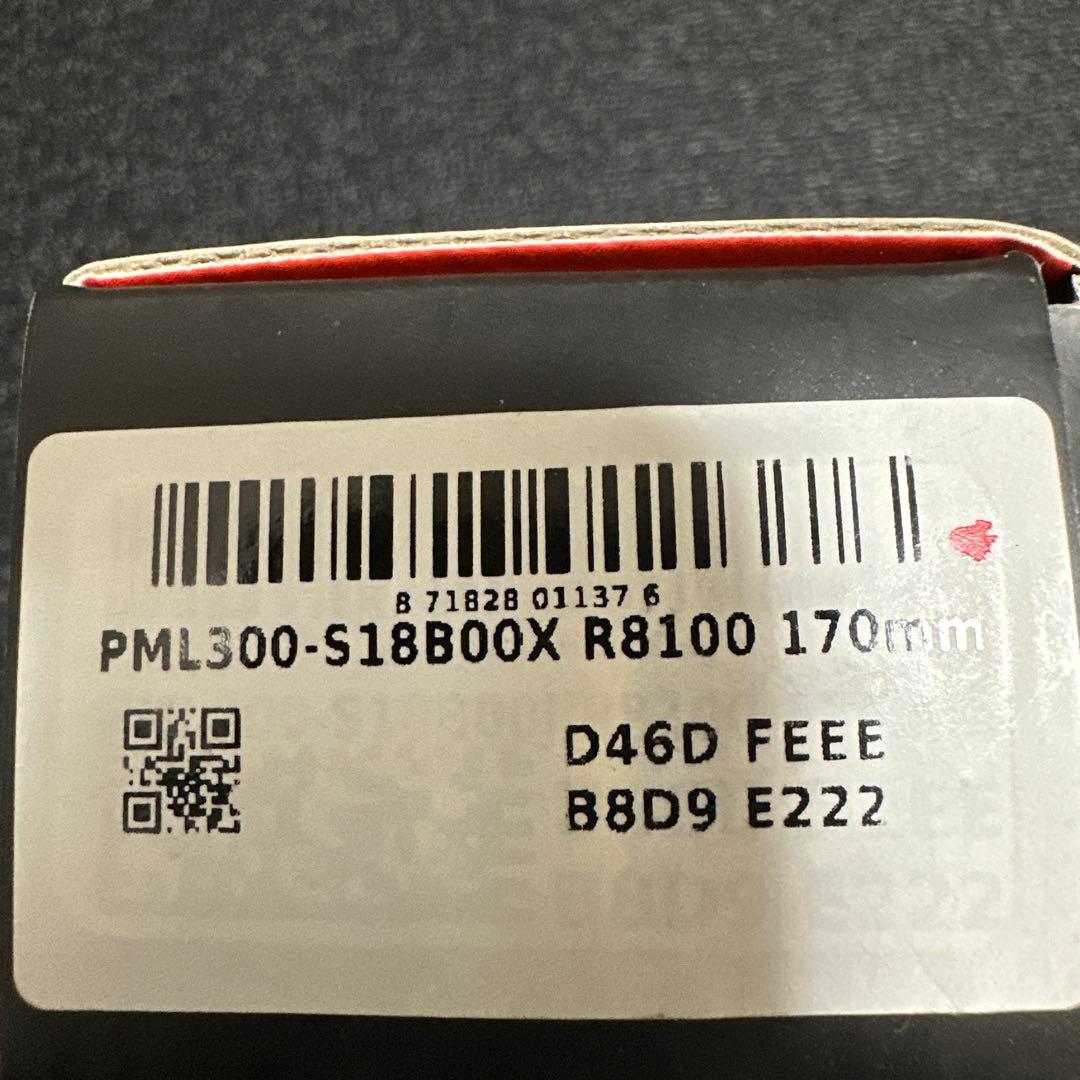 8 71828 01137 6
PML300-S18B00X R8100 170mm
D46D FEEE
B8D9 E222